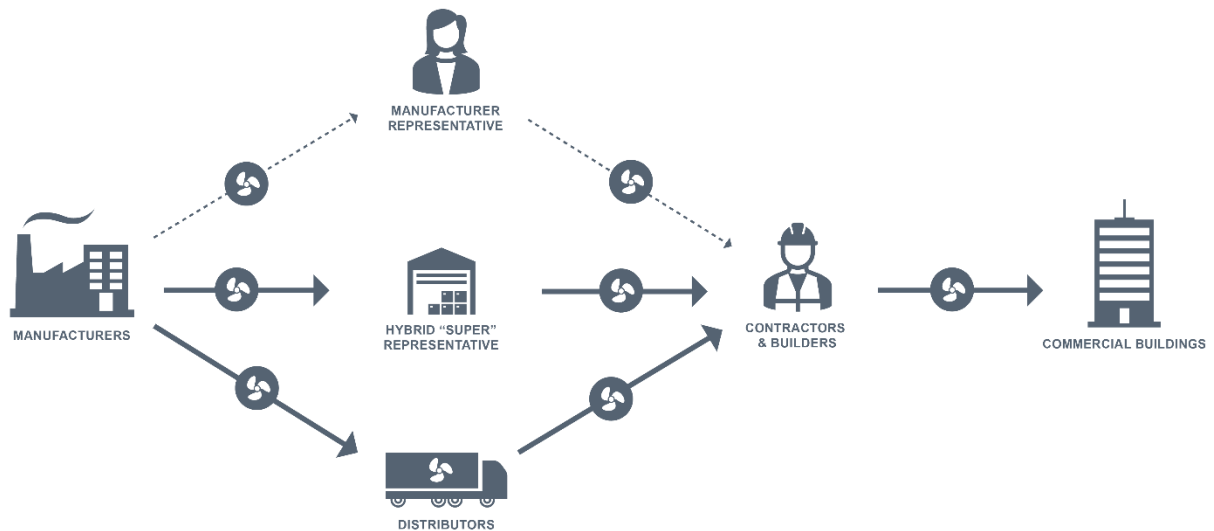 MANUFACTURER
REPRESENTATIVE
MANUFACTURERS
HYBRID “SUPER”
REPRESENTATIVE
CONTRACTORS
& BUILDERS
COMMERCIAL BUILDINGS
DISTRIBUTORS